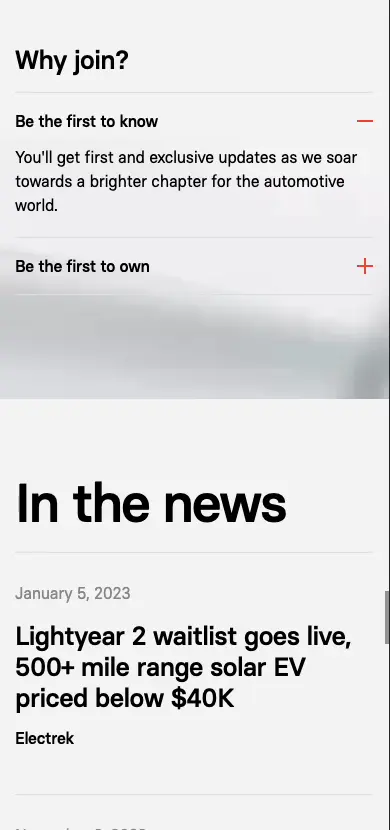 Why join?
Be the first to know
You'll get first and exclusive updates as we soar
towards a brighter chapter for the automotive
world.
Be the first to own
In the news
January 5, 2023
Lightyear 2 waitlist goes live,
500+ mile range solar EV
priced below $40K
Electrek